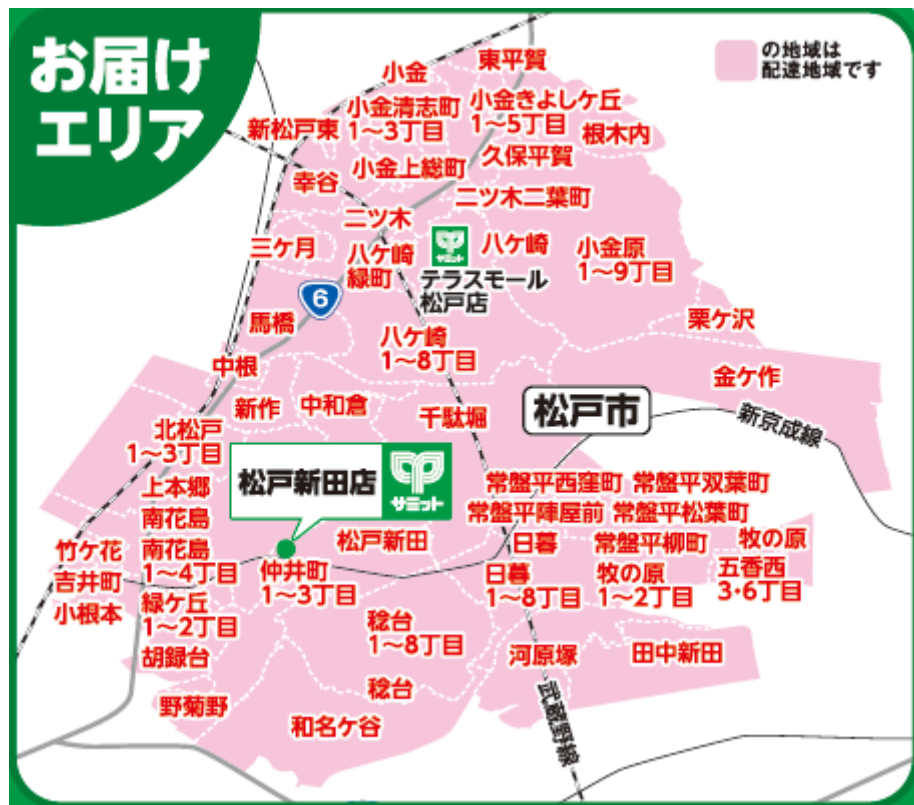 お届け
エリア
の地域は
配達地域です
東平賀
小金
小金清志町
1〜3丁目
小金きよしケ丘
1〜5丁目
新松戸東
根木内
久保平賀
小金上総町
幸谷
二ツ木二葉町
二ツ木
三ケ月
八ケ崎
緑町
サミット
テラスモール
松戸店
八ケ崎
小金原
1〜9丁目
6
馬橋
栗ケ沢
八ケ崎
1〜8丁目
中根
金ケ作
新作
中和倉
千駄堀
松戸市
新京成線
北松戸
1〜3丁目
松戸新田店
サミット
上本郷
南花島
常盤平西窪町
常盤平双葉町
常盤平陣屋前
常盤平松葉町
竹ケ花
南花島
1〜4丁目
松戸新田
日暮
常盤平柳町
牧の原
吉井町
仲井町
1〜3丁目
日暮
1〜8丁目
牧の原
1〜2丁目
五香西
3・6丁目
小根本
緑ケ丘
1〜2丁目
稔台
1〜8丁目
胡録台
河原塚
田中新田
稔台
野菊野
和名ケ谷
武蔵野線